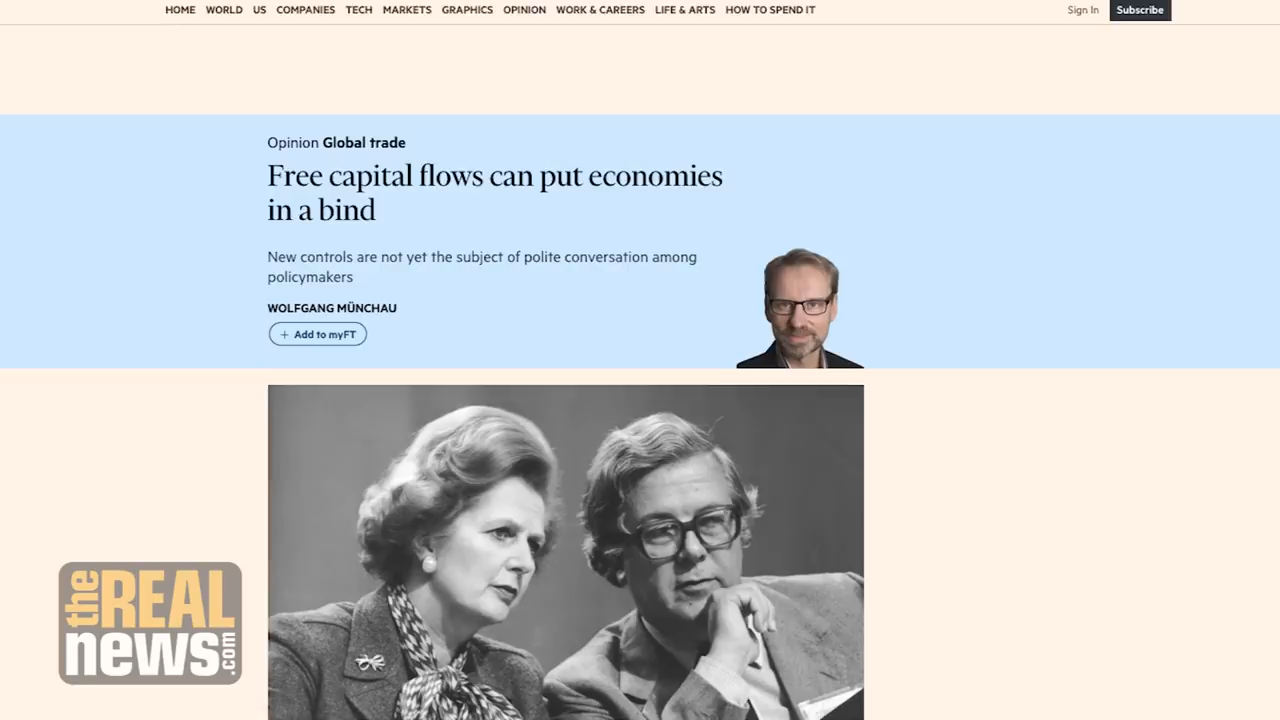 HOME WORLD US COMPANIES TECH MARKETS GRAPHICS OPINION WORK & CAREERS LIFE & ARTS HOW TO SPEND IT Sign In Subscribe
Opinion Global trade
Free capital flows can put economies
in a bind
New controls are not yet the subject of polite conversation among
policymakers
WOLFGANG MÜNCHAU
+ Add to myFT
the REAL
news.com